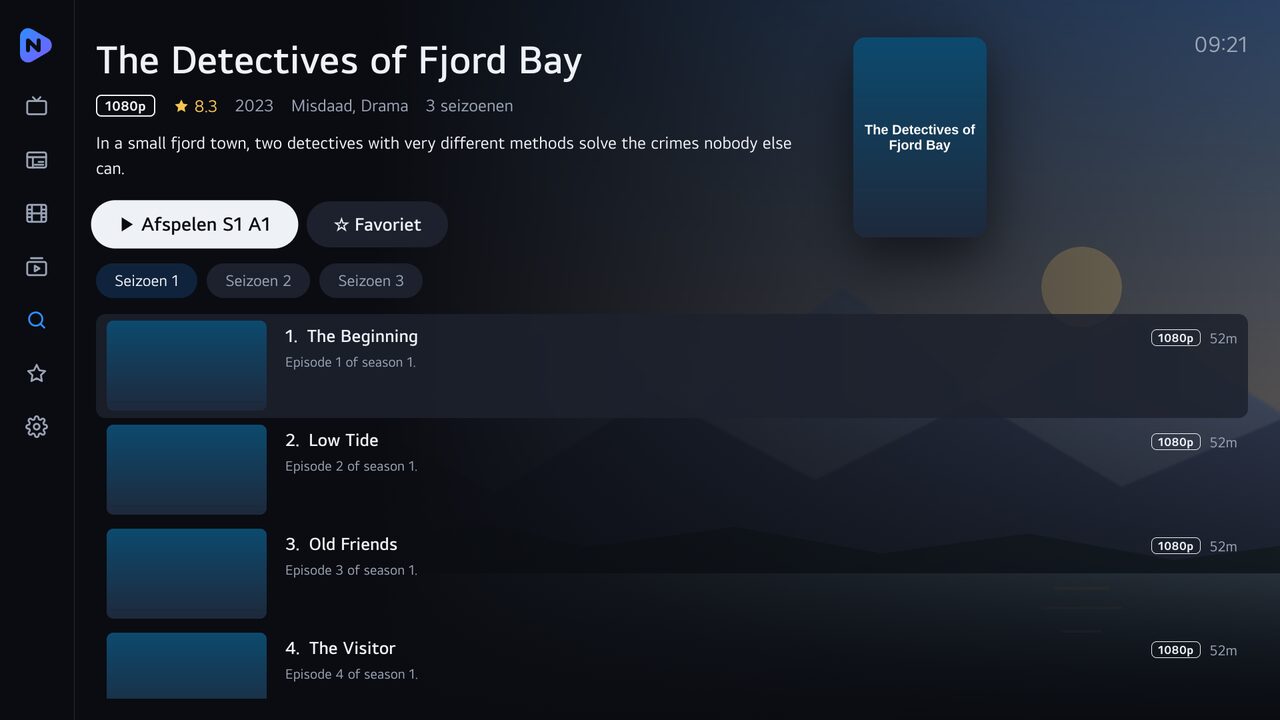 N
09:21
The Detectives of Fjord Bay
1080p ★ 8.3 2023 Misdaad, Drama 3 seizoenen
In a small fjord town, two detectives with very different methods solve the crimes nobody else
can.
The Detectives of
Fjord Bay
▶ Afspelen S1 A1 ☆ Favoriet
Seizoen 1 Seizoen 2 Seizoen 3
1. The Beginning 1080p 52m
Episode 1 of season 1.
2. Low Tide 1080p 52m
Episode 2 of season 1.
3. Old Friends 1080p 52m
Episode 3 of season 1.
4. The Visitor 1080p 52m
Episode 4 of season 1.